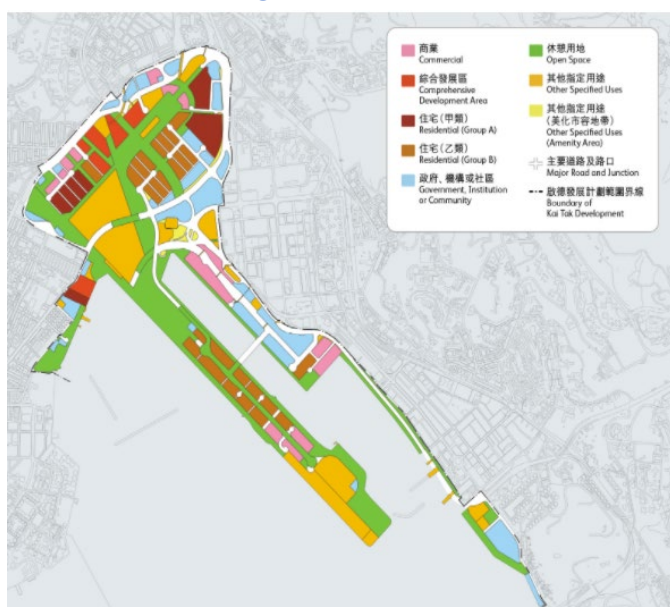 商業
Commercial
綜合發展區
Comprehensive
Development Area
住宅(甲類)
Residential (Group A)
住宅(乙類)
Residential (Group B)
政府、機構或社區
Government, Institution
or Community
休憩用地
Open Space
其他指定用途
Other Specified Uses
其他指定用途
(美化市容地帶)
Other Specified Uses
(Amenity Area)
主要道路及路口
Major Road and Junction
啟德發展計劃範圍界線
Boundary of
Kai Tak Development